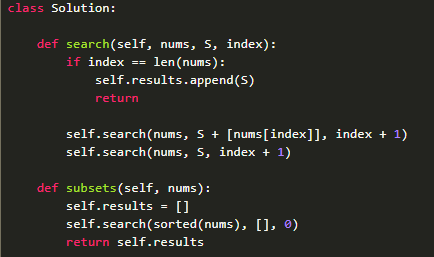 class Solution:
    def search(self, nums, S, index):
        if index == len(nums):
            self.results.append(S)
            return
        self.search(nums, S + [nums[index]], index + 1)
        self.search(nums, S, index + 1)
    def subsets(self, nums):
        self.results = []
        self.search(sorted(nums), [], 0)
        return self.results